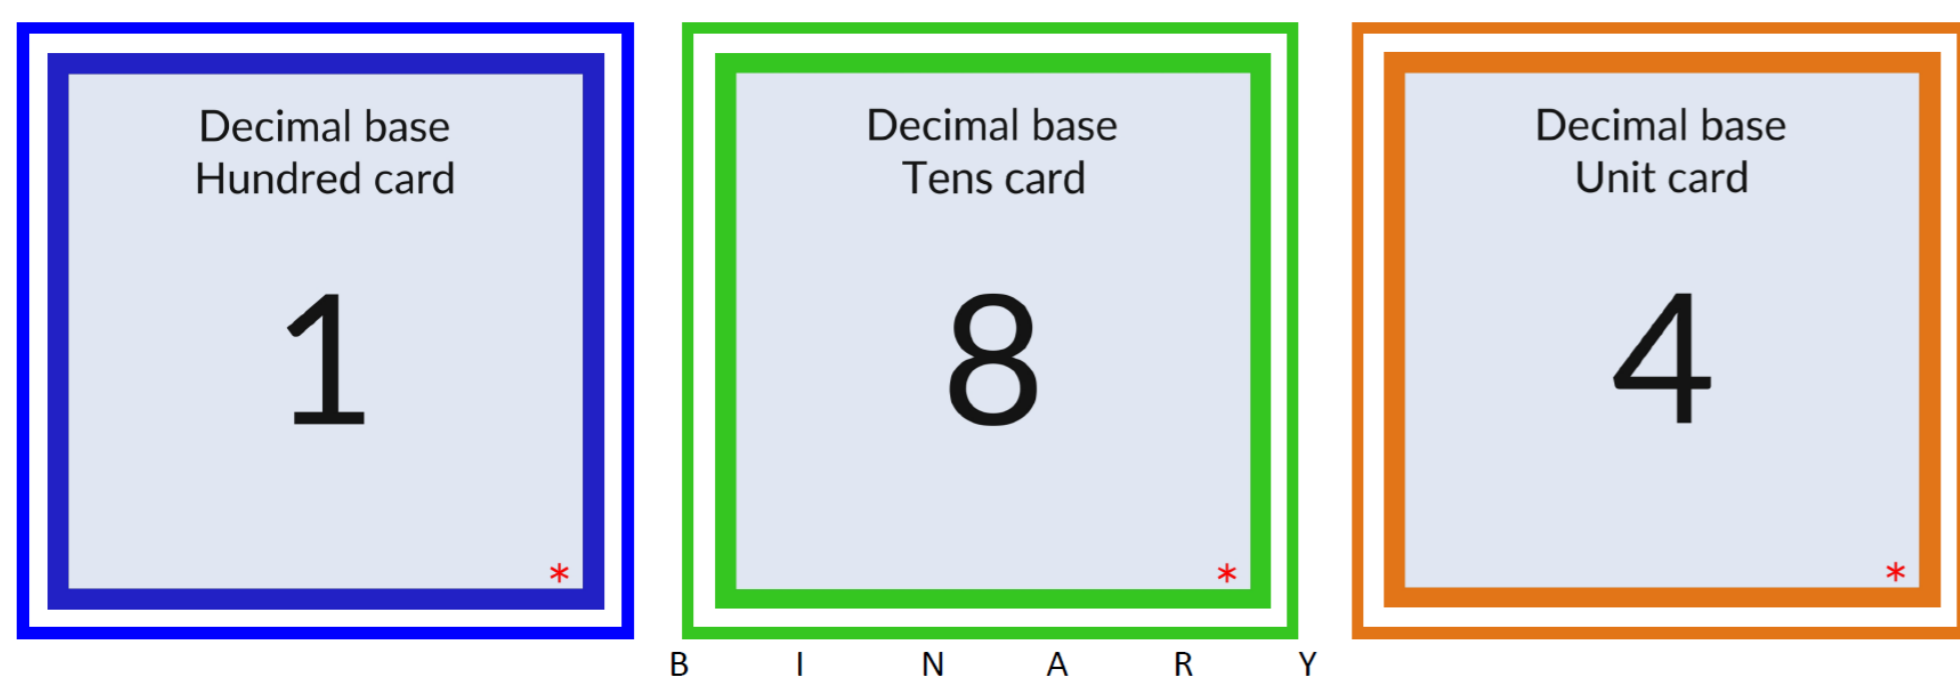 Decimal base
Hundred card
1
*
Decimal base
Tens card
8
*
Decimal base
Unit card
4
*
B I N A R Y